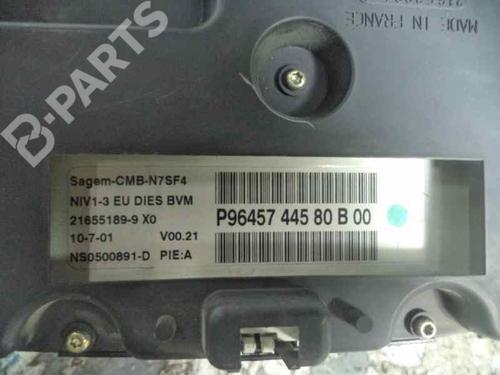 B-PARTS
MADE IN FRANCE
Sagem-CMB-N7SF4
NIV1-3 EU DIES BVM
21655189-9 X0
10-7-01 V00.21
NS0500891-D PIE:A
P96457 445 80 B 00